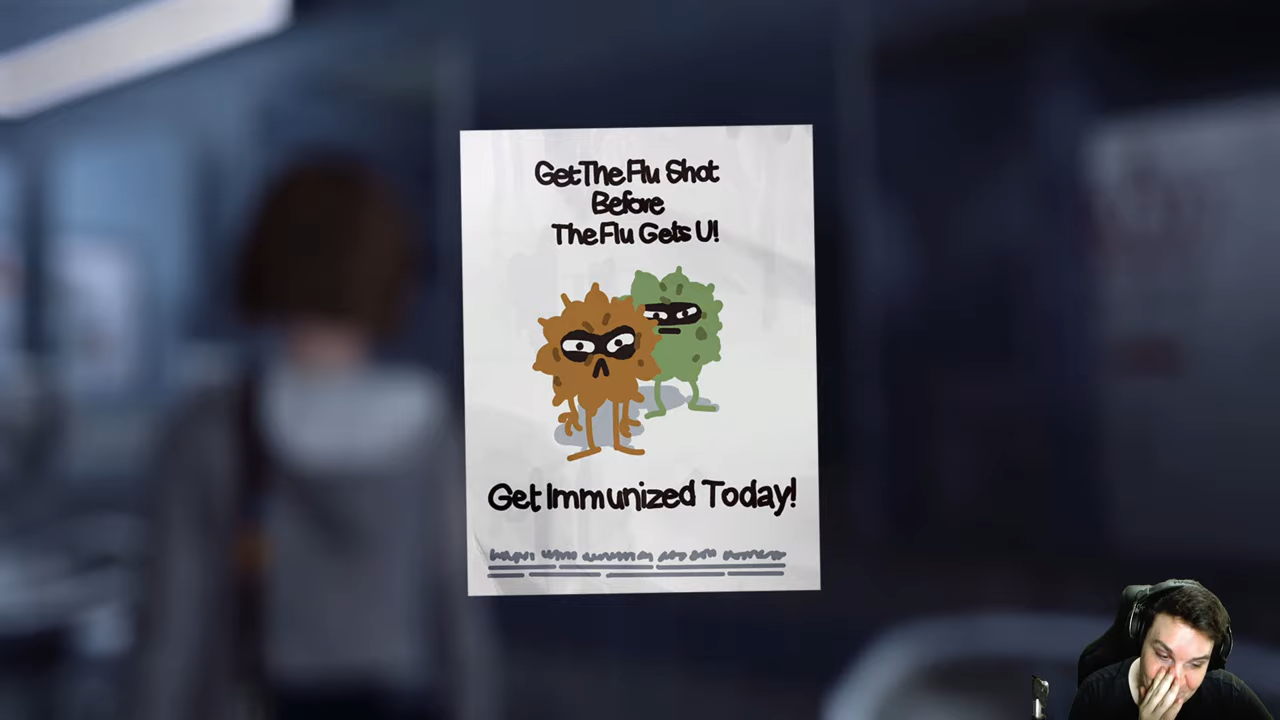 Get The Flu Shot
Before
The Flu Gets U!
Get Immunized Today!